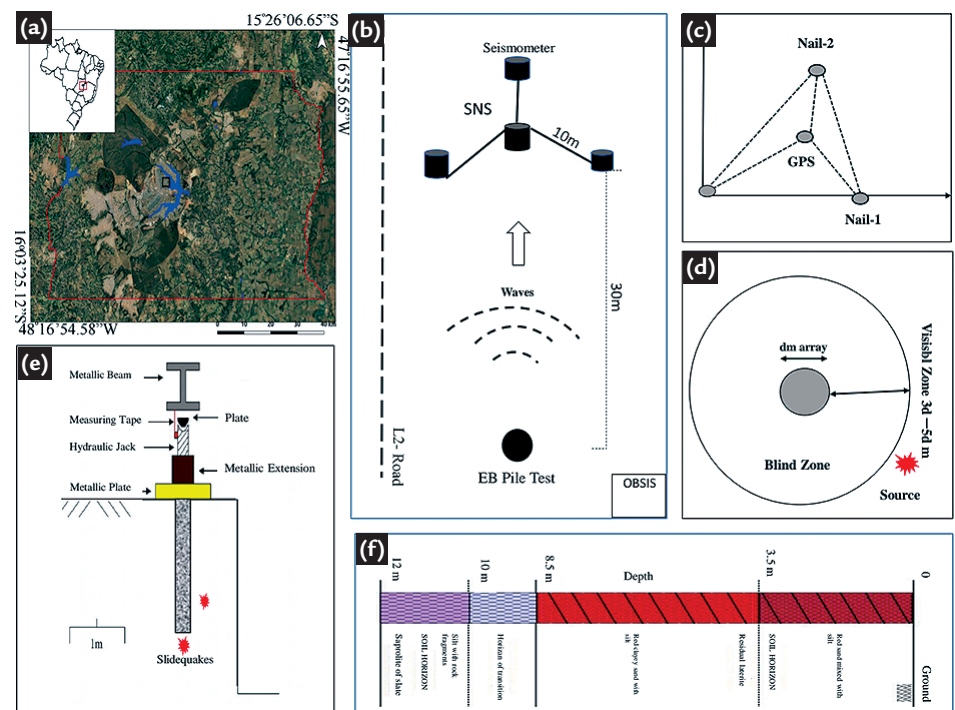 (a)
15°26'06.65"S
47°16'55.65"W
16°03'25.12"S
48°16'54.58"W
0 10 20 30 40 km
(b)
Seismometer
SNS
10m
30m
Waves
L2- Road
EB Pile Test
OBSIS
(c)
Nail-2
GPS
Nail-1
(d)
dm array
Visisbl Zone 3d –5d m
Blind Zone
Source
(e)
Metallic Beam
Measuring Tape
Plate
Hydraulic Jack
Metallic Extension
Metallic Plate
1m
Slidequakes
(f)
12 m
10 m
8.5 m
Depth
3.5 m
0
Saprolite of slate
SOIL HORIZON
Silt with rock
fragments
Horizon of transition
Red clayey sand with
silt
Residual laterite
SOIL HORIZON
Red sand mixed with
silt
Ground